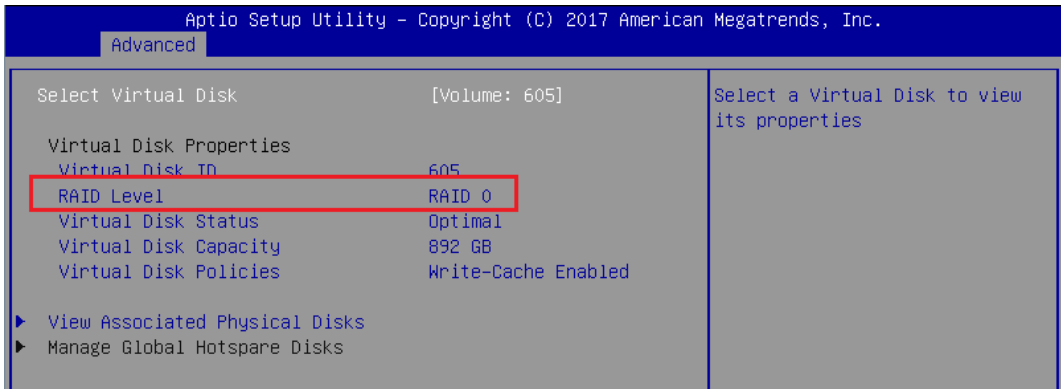 Aptio Setup Utility – Copyright (C) 2017 American Megatrends, Inc.
Advanced
Select Virtual Disk [Volume: 605]
Virtual Disk Properties
Virtual Disk ID 605
RAID Level RAID 0
Virtual Disk Status Optimal
Virtual Disk Capacity 892 GB
Virtual Disk Policies Write-Cache Enabled
View Associated Physical Disks
Manage Global Hotspare Disks
Select a Virtual Disk to view
its properties